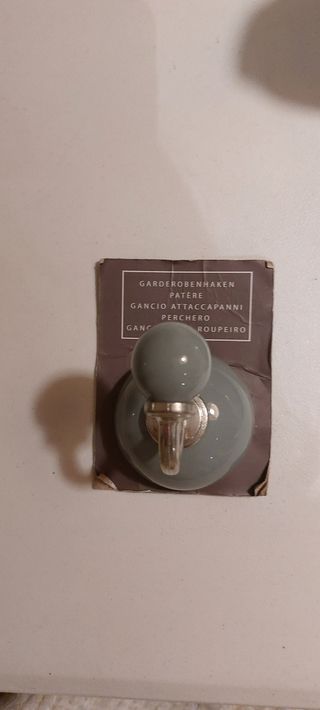 GARDEROBENHAKEN
PATÈRE
GANCIO ATTACCAPANNI
PERCHERO
ROUPEIRO